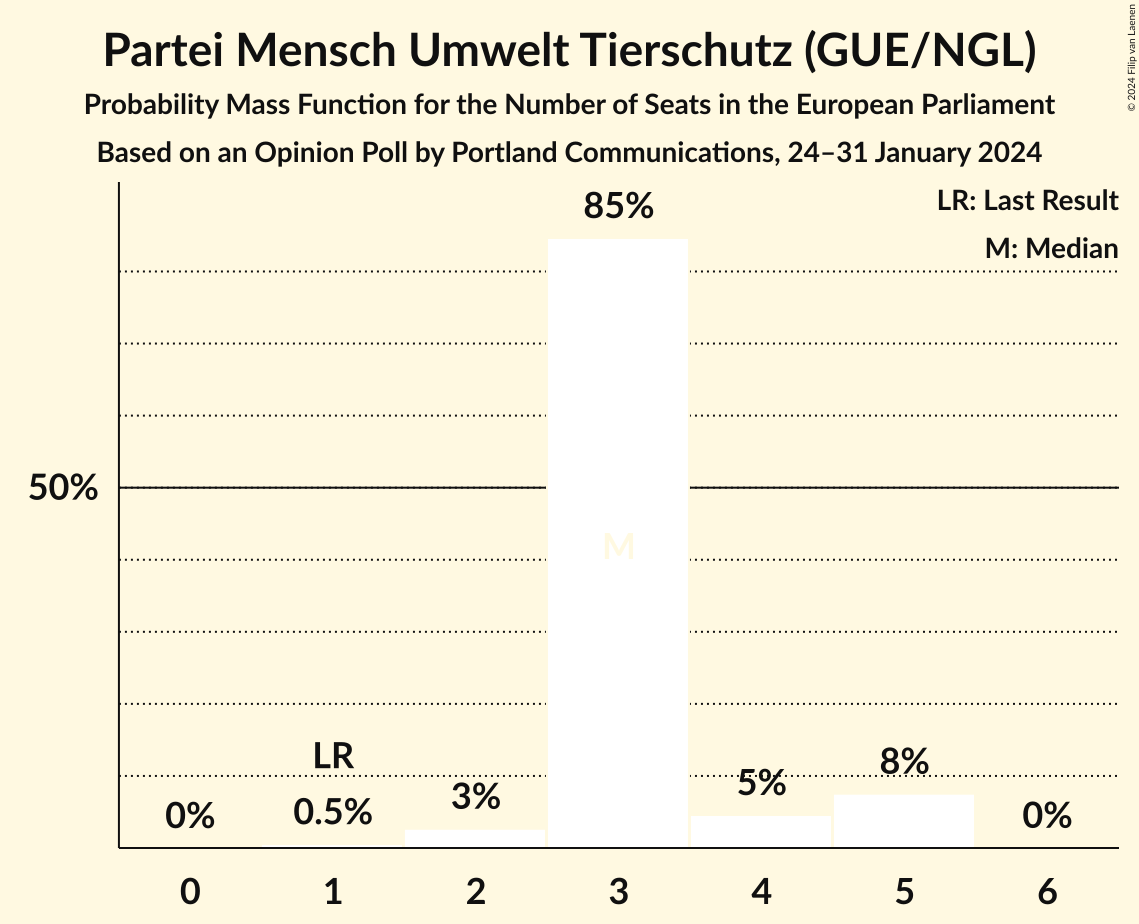 Partei Mensch Umwelt Tierschutz (GUE/NGL)
Probability Mass Function for the Number of Seats in the European Parliament
Based on an Opinion Poll by Portland Communications, 24–31 January 2024
© 2024 Filip van Laenen
LR: Last Result
M: Median
85%
50%
M
LR
0%
0.5%
3%
5%
8%
0%
0 1 2 3 4 5 6